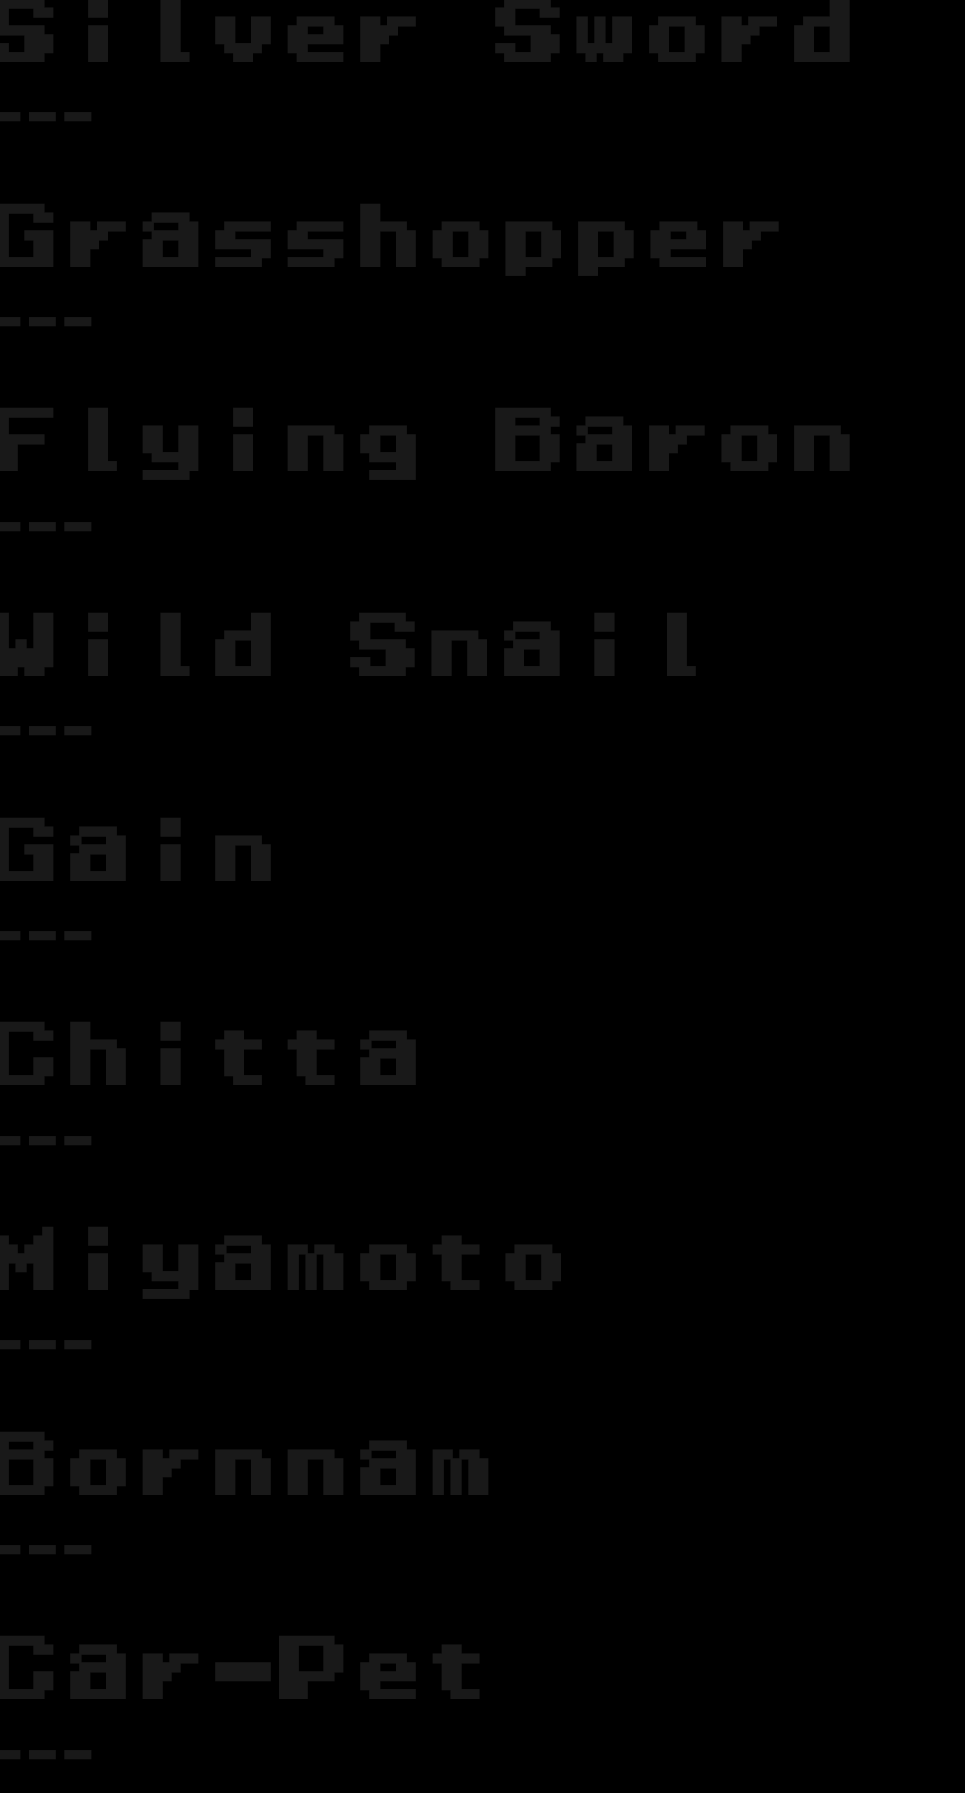 Silver Sword
---
Grasshopper
---
Flying Baron
---
Wild Snail
---
Gain
---
Chitta
---
Miyamoto
---
Bornnam
---
Car-Pet
---